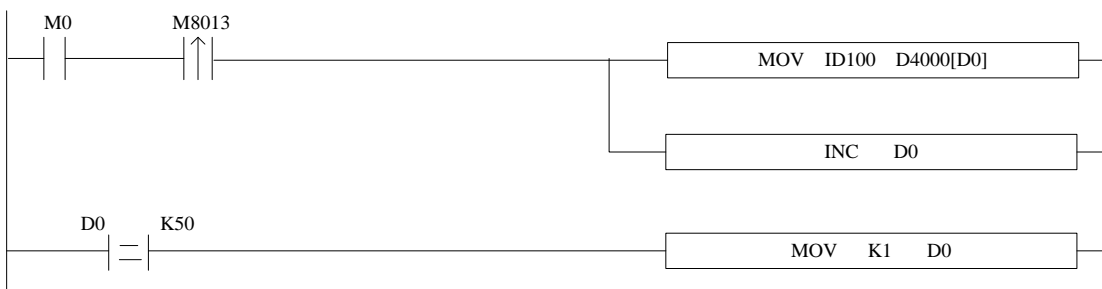 M0 M8013
MOV ID100 D4000[D0]
INC D0
D0 K50
MOV K1 D0